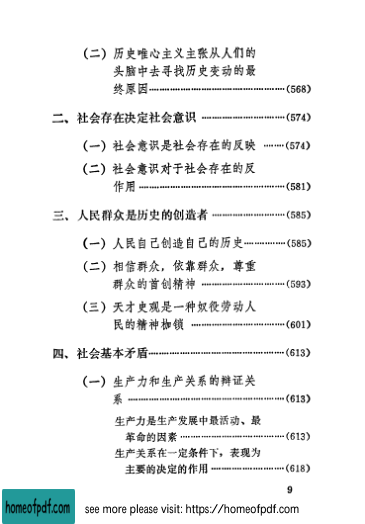 （二）历史唯心主义主张从人们的
头脑中去寻找历史变动的最
终原因……………………………(568)
二、社会存在决定社会意识………………(574)
（一）社会意识是社会存在的反映……(574)
（二）社会意识对于社会存在的反
作用………………………………(581)
三、人民群众是历史的创造者……………(585)
（一）人民自己创造自己的历史………(585)
（二）相信群众，依靠群众，尊重
群众的首创精神…………………(593)
（三）天才史观是一种奴役劳动人
民的精神枷锁……………………(601)
四、社会基本矛盾…………………………(613)
（一）生产力和生产关系的辩证关
系…………………………………(613)
生产力是生产发展中最活动、最
革命的因素………………………(613)
生产关系在一定条件下，表现为
主要的决定的作用………………(618)
9
homeofpdf.com
see more please visit: https://homeofpdf.com